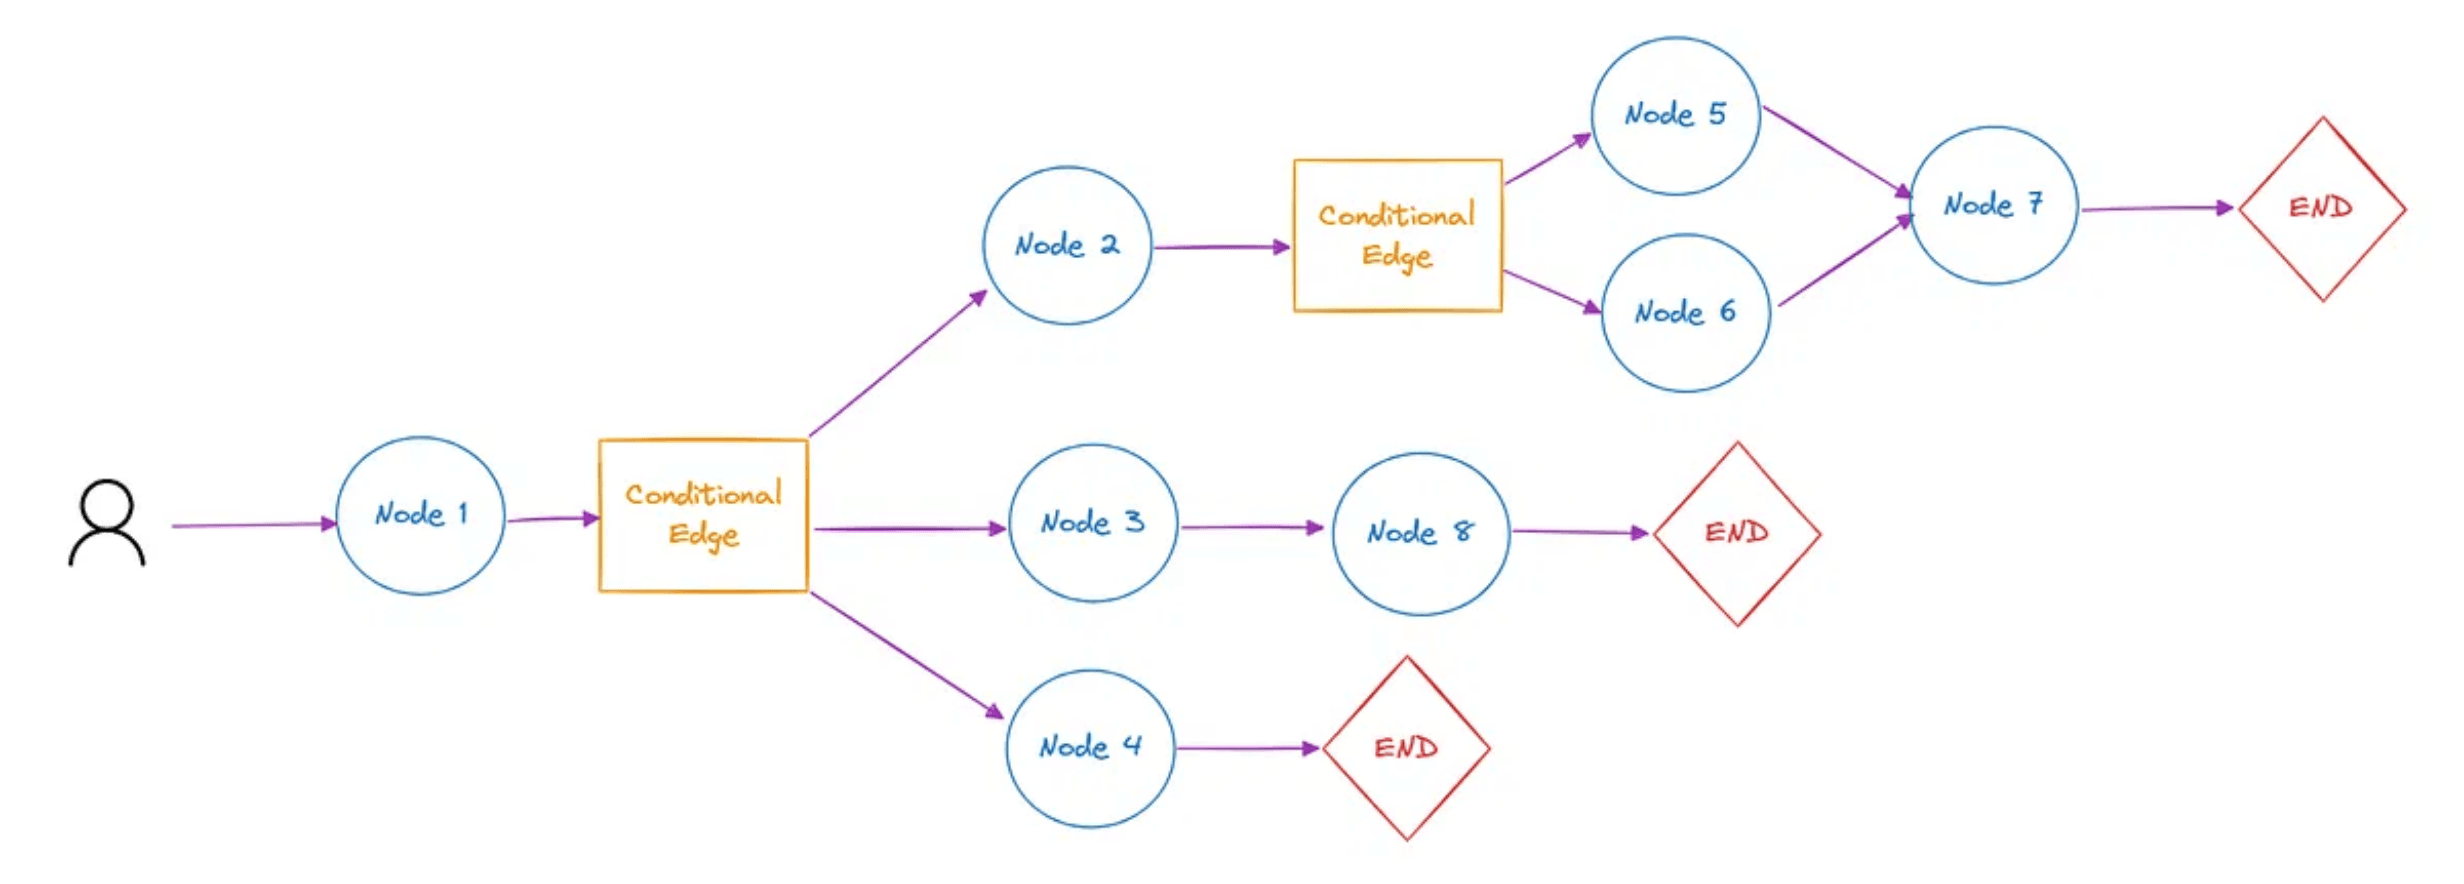 Node 5
Node 7
END
Conditional
Edge
Node 2
Node 6
Node 1
Conditional
Edge
Node 3
Node 8
END
Node 4
END